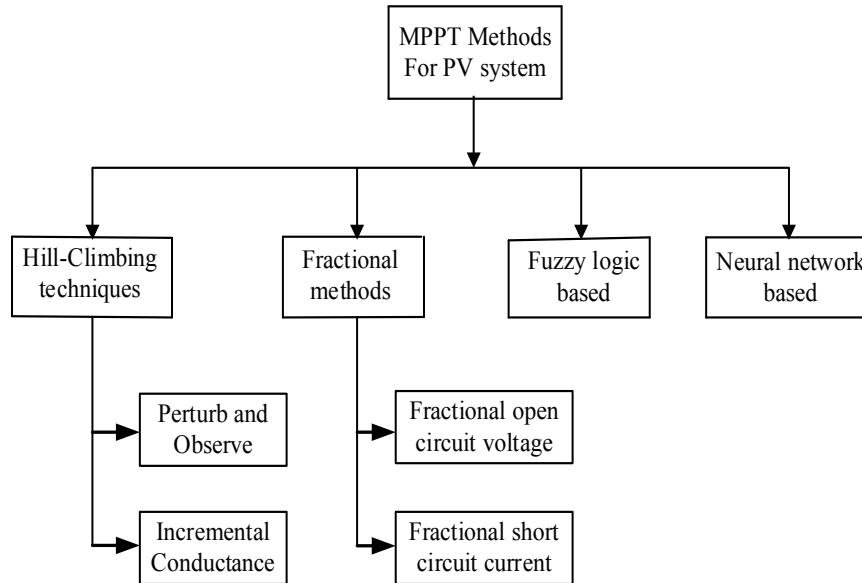 MPPT Methods
For PV system
Hill-Climbing
techniques
Fractional
methods
Fuzzy logic
based
Neural network
based
Perturb and
Observe
Fractional open
circuit voltage
Incremental
Conductance
Fractional short
circuit current